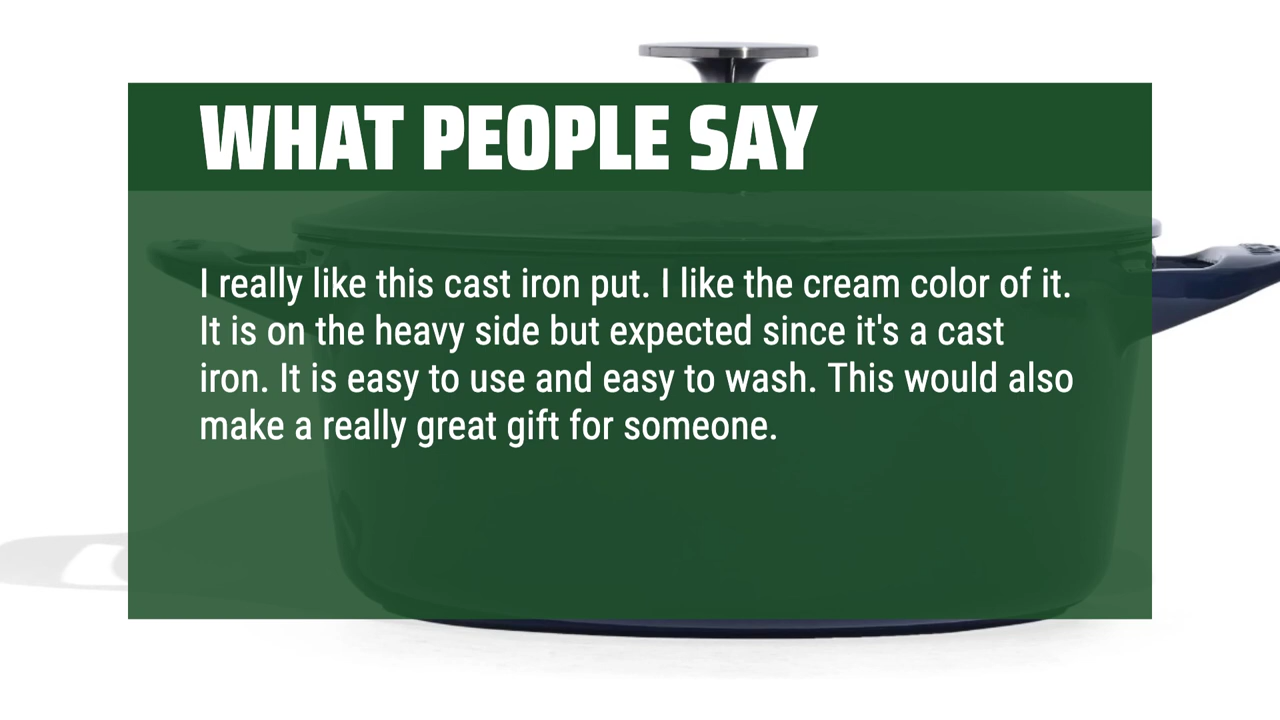 WHAT PEOPLE SAY
I really like this cast iron put. I like the cream color of it.
It is on the heavy side but expected since it's a cast
iron. It is easy to use and easy to wash. This would also
make a really great gift for someone.